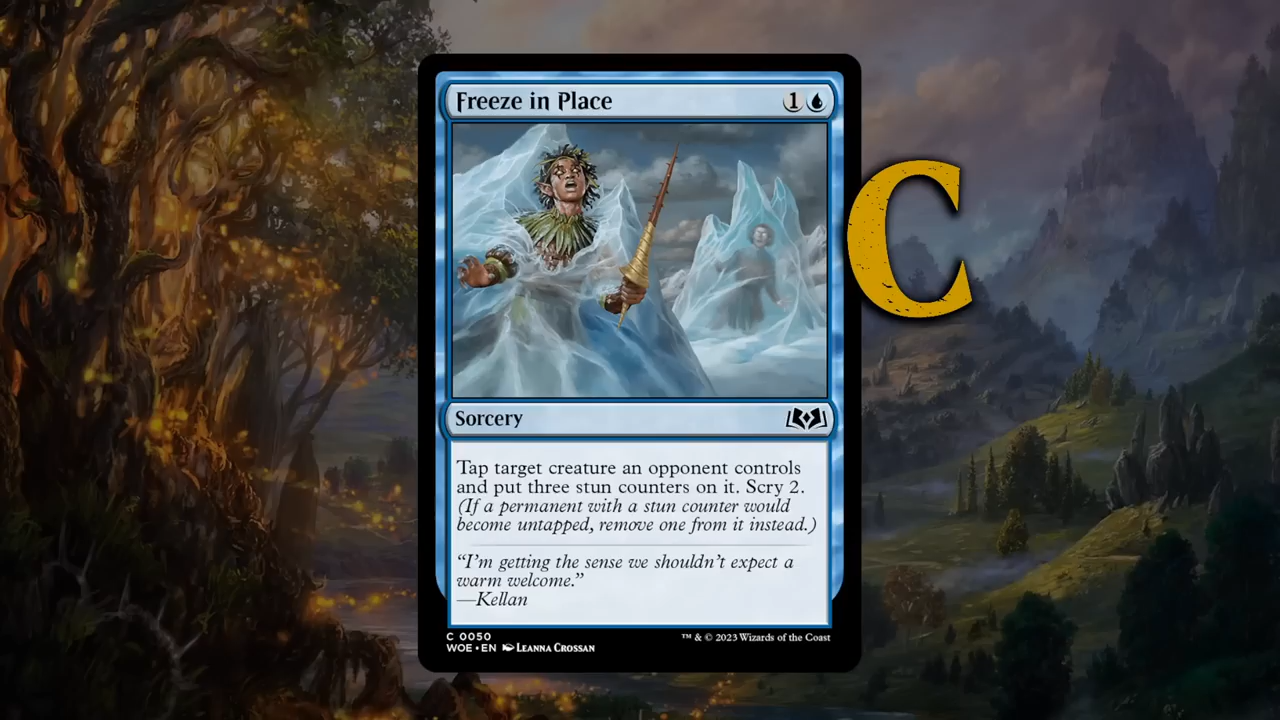 Freeze in Place 1
C
Sorcery
Tap target creature an opponent controls
and put three stun counters on it. Scry 2.
(If a permanent with a stun counter would
become untapped, remove one from it instead.)
“I’m getting the sense we shouldn’t expect a
warm welcome.”
—Kellan
C 0050 ™ & © 2023 Wizards of the Coast
WOE • EN Leanna Crossan